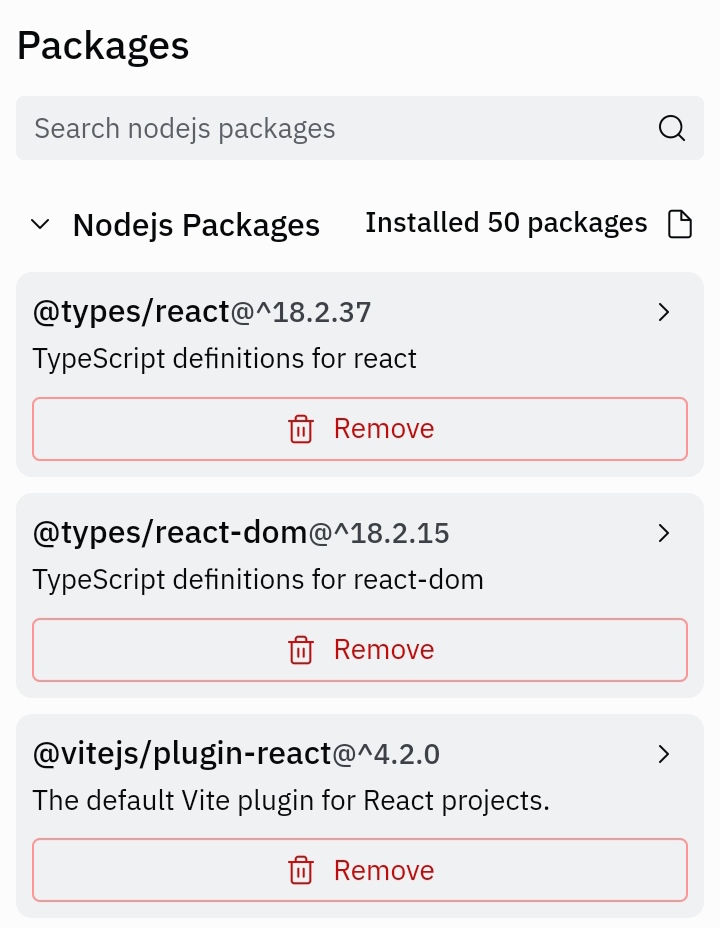 Packages
Search nodejs packages
Nodejs Packages Installed 50 packages
@types/react@^18.2.37
TypeScript definitions for react
Remove
@types/react-dom@^18.2.15
TypeScript definitions for react-dom
Remove
@vitejs/plugin-react@^4.2.0
The default Vite plugin for React projects.
Remove